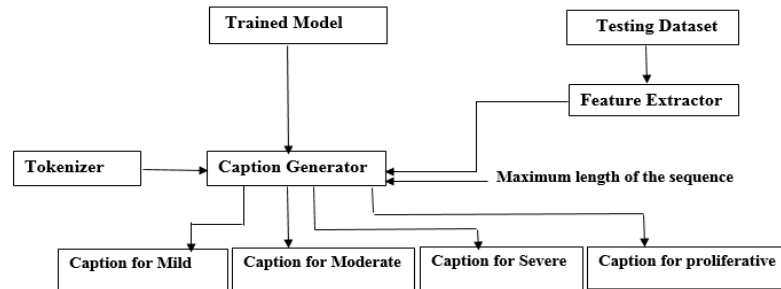 Trained Model
Testing Dataset
Feature Extractor
Tokenizer
Caption Generator
Maximum length of the sequence
Caption for Mild
Caption for Moderate
Caption for Severe
Caption for proliferative